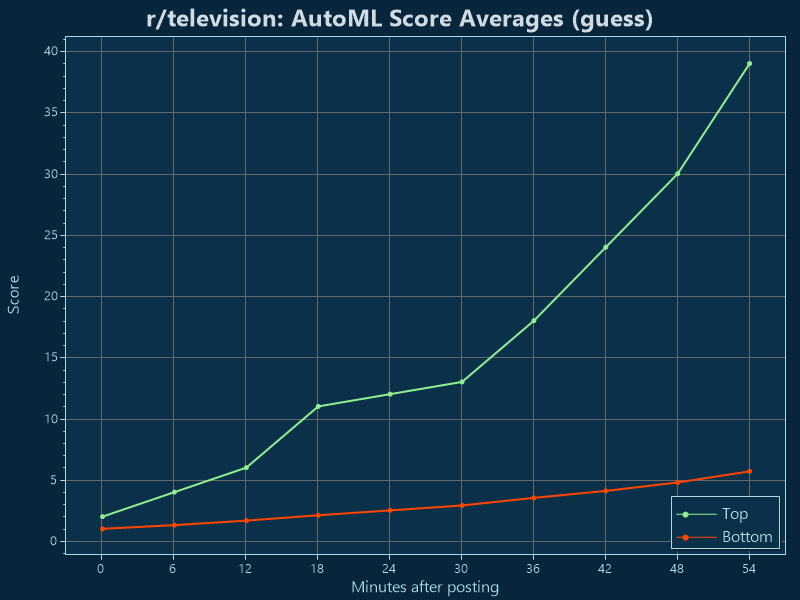 r/television: AutoML Score Averages (guess)
40
35
30
25
20
15
10
5
0
Score
0 6 12 18 24 30 36 42 48 54
Minutes after posting
Top
Bottom